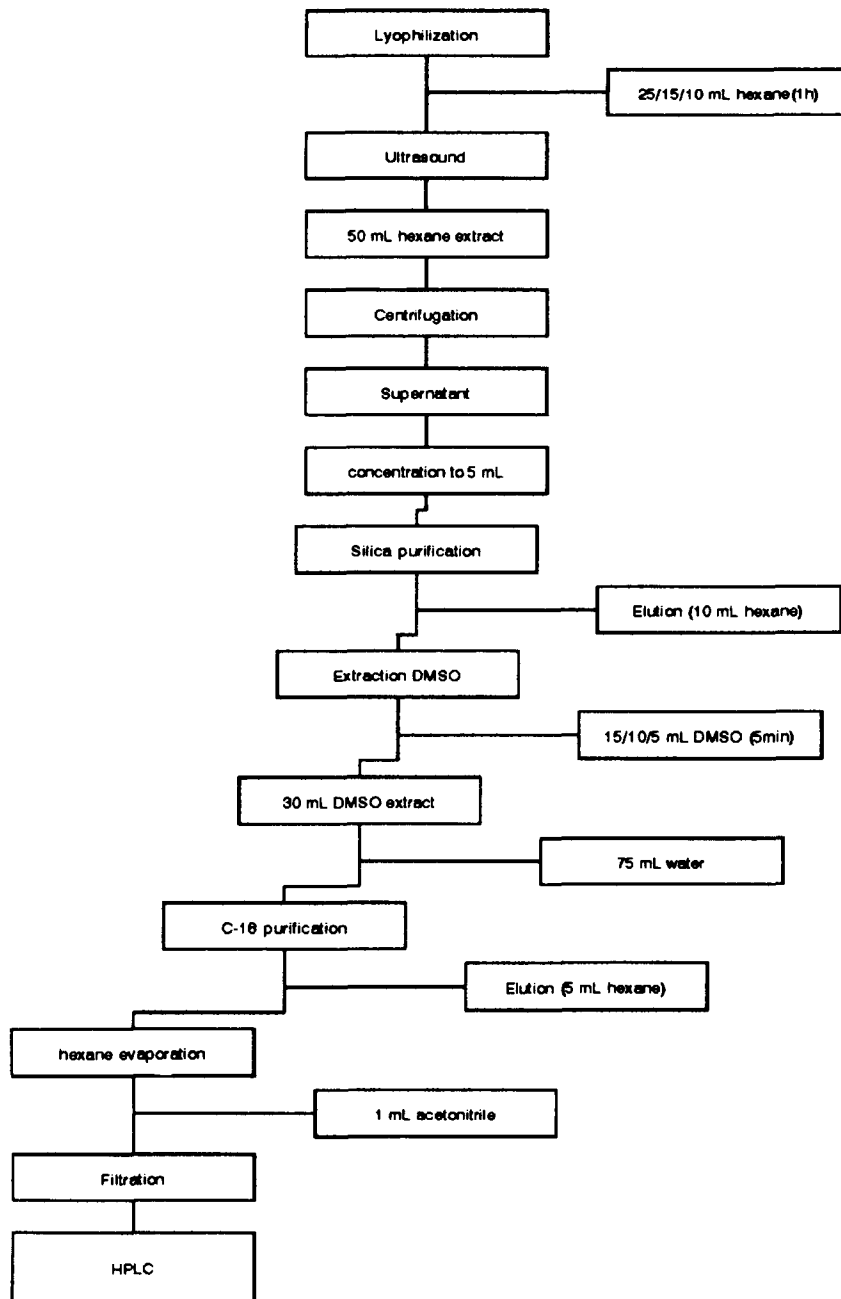 Lyophilization
25/15/10 mL hexane (1h)
Ultrasound
50 mL hexane extract
Centrifugation
Supernatant
concentration to 5 mL
Silica purification
Elution (10 mL hexane)
Extraction DMSO
15/10/5 mL DMSO (5min)
30 mL DMSO extract
75 mL water
C-18 purification
Elution (5 mL hexane)
hexane evaporation
1 mL acetonitrile
Filtration
HPLC